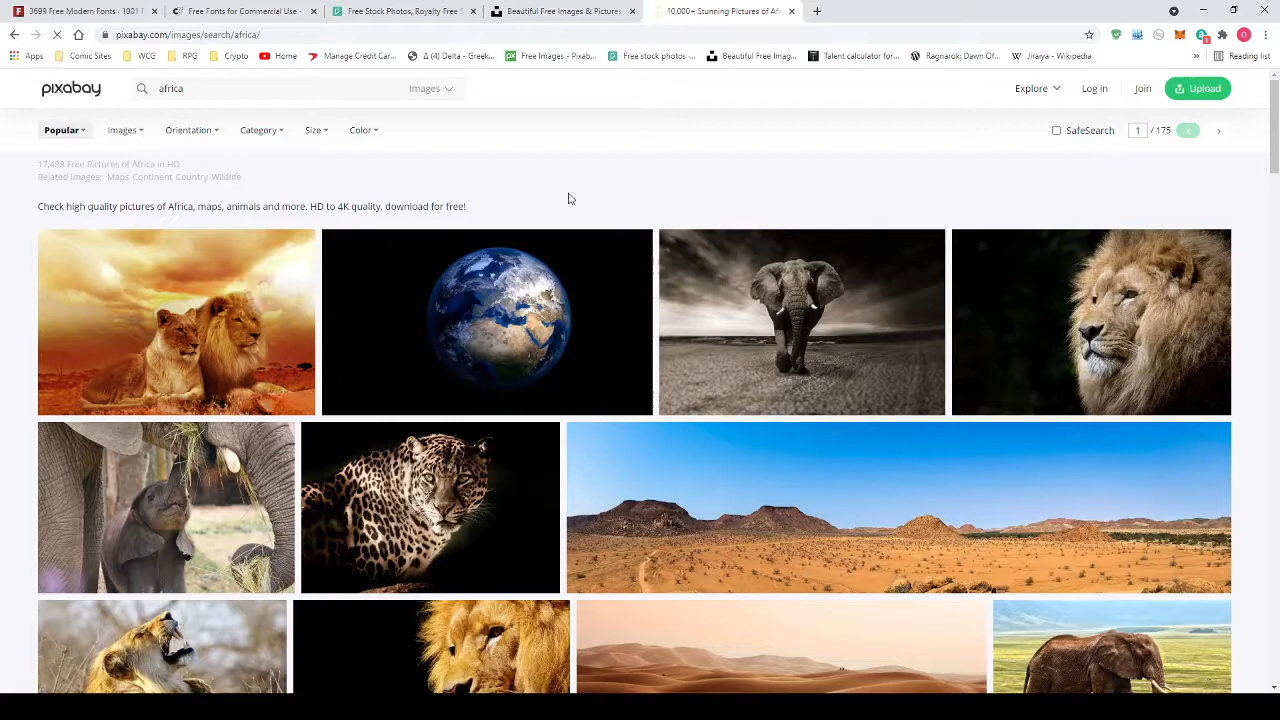 3699 Free Modern Fonts - 1001 F
Free Fonts for Commercial Use -
Free Stock Photos, Royalty Free S
Beautiful Free Images & Pictures
10,000+ Stunning Pictures of Afr
pixabay.com/images/search/africa/
Apps
Comic Sites
WCG
RPG
Crypto
Home
Manage Credit Car...
Δ (4) Delta - Greek...
Free Images - Pixab...
Free stock photos ·...
Beautiful Free Imag...
Talent calculator for...
Ragnarok: Dawn Of...
Jiraiya - Wikipedia
»
Reading list
pixabay
africa
Images
Explore
Log in
Join
Upload
Popular
Images
Orientation
Category
Size
Color
SafeSearch
1 / 175
17,488 Free Pictures of Africa in HD
Related Images: Maps Continent Country Wildlife
Check high quality pictures of Africa, maps, animals and more. HD to 4K quality, download for free!